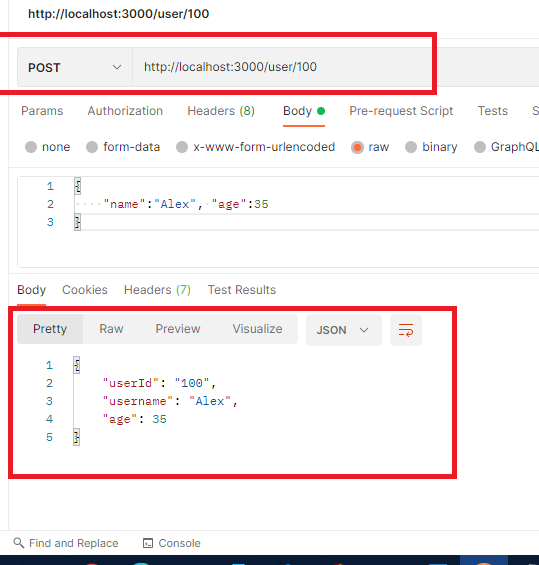 http://localhost:3000/user/100
POST http://localhost:3000/user/100
Params Authorization Headers (8) Body Pre-request Script Tests S
none form-data x-www-form-urlencoded raw binary GraphQL
1 {
2 ····"name":"Alex",·"age":35
3 }
Body Cookies Headers (7) Test Results
Pretty Raw Preview Visualize JSON
1 {
2 "userId": "100",
3 "username": "Alex",
4 "age": 35
5 }
Find and Replace Console